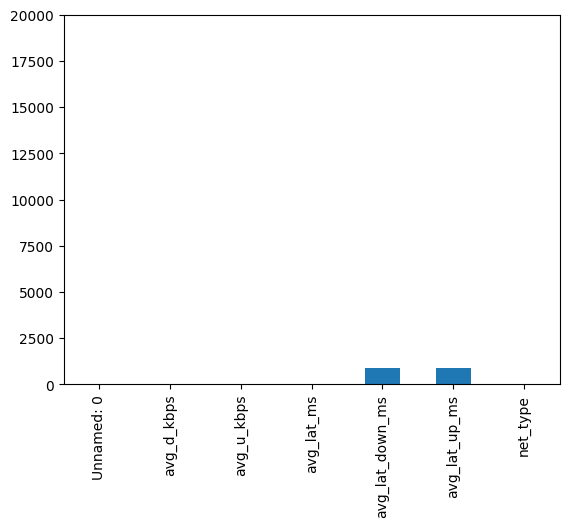 20000
17500
15000
12500
10000
7500
5000
2500
0
Unnamed: 0
avg_d_kbps
avg_u_kbps
avg_lat_ms
avg_lat_down_ms
avg_lat_up_ms
net_type